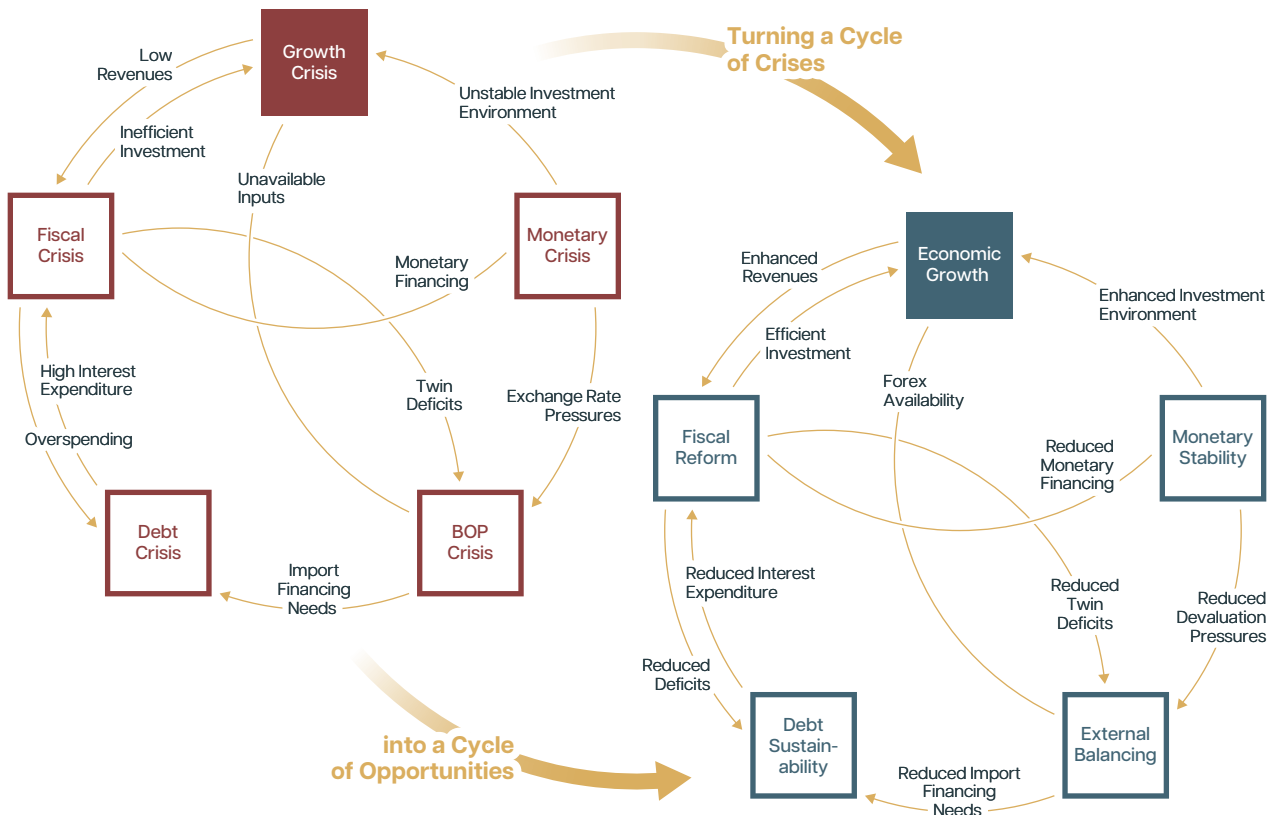 Turning a Cycle
of Crises
Growth
Crisis
Low
Revenues
Inefficient
Investment
Unstable Investment
Environment
Unavailable
Inputs
Fiscal
Crisis
Monetary
Crisis
Monetary
Financing
High Interest
Expenditure
Overspending
Twin
Deficits
Exchange Rate
Pressures
Debt
Crisis
BOP
Crisis
Import
Financing
Needs
into a Cycle
of Opportunities
Economic
Growth
Enhanced
Revenues
Efficient
Investment
Enhanced Investment
Environment
Forex
Availability
Fiscal
Reform
Monetary
Stability
Reduced
Monetary
Financing
Reduced Interest
Expenditure
Reduced
Deficits
Reduced
Twin
Deficits
Reduced
Devaluation
Pressures
Debt
Sustain-
ability
External
Balancing
Reduced Import
Financing
Needs